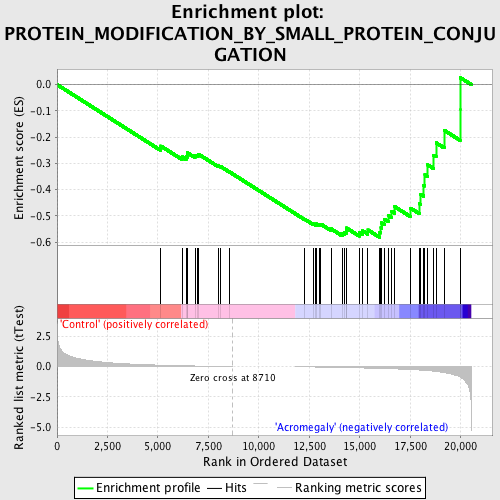 Enrichment plot:
PROTEIN_MODIFICATION_BY_SMALL_PROTEIN_CONJU
GATION
Enrichment score (ES)
0.0
-0.1
-0.2
-0.3
-0.4
-0.5
-0.6
'Control' (positively correlated)
Ranked list metric (tTest)
2.5
0.0
-2.5
-5.0
Zero cross at 8710
'Acromegaly' (negatively correlated)
0 2,500 5,000 7,500 10,000 12,500 15,000 17,500 20,000
Rank in Ordered Dataset
Enrichment profile Hits Ranking metric scores